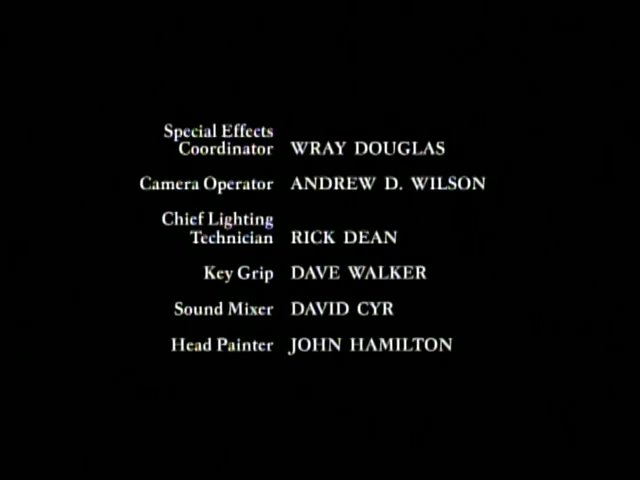 Special Effects
Coordinator WRAY DOUGLAS
Camera Operator ANDREW D. WILSON
Chief Lighting
Technician RICK DEAN
Key Grip DAVE WALKER
Sound Mixer DAVID CYR
Head Painter JOHN HAMILTON